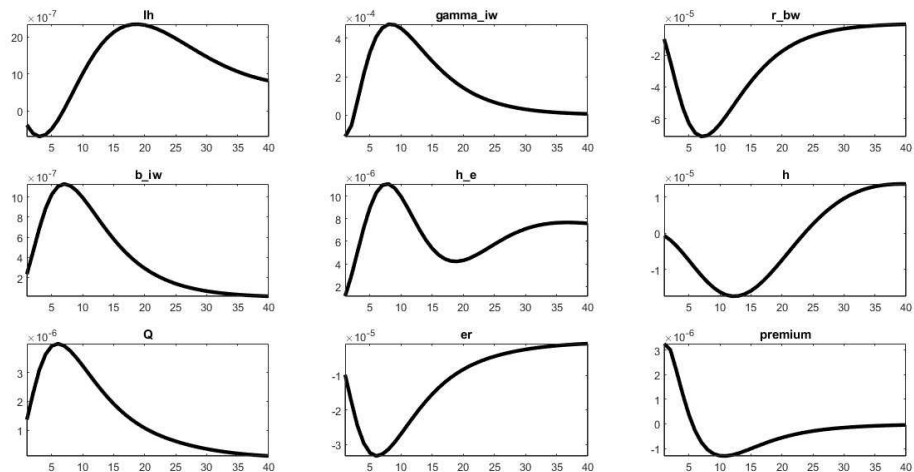 Ih gamma_iw r_bw
×10⁻⁷ ×10⁻⁴ ×10⁻⁵
20 4 -2
10 2 -4
0 0 -6
5 10 15 20 25 30 35 40 5 10 15 20 25 30 35 40 5 10 15 20 25 30 35 40
b_iw h_e h
×10⁻⁷ ×10⁻⁶ ×10⁻⁵
10 10 1
8 8 0
6 6 -1
4 4
2 2
5 10 15 20 25 30 35 40 5 10 15 20 25 30 35 40 5 10 15 20 25 30 35 40
Q er premium
×10⁻⁶ ×10⁻⁵ ×10⁻⁶
3 -1 3
2 -2 2
1 -3 1
0
-1
5 10 15 20 25 30 35 40 5 10 15 20 25 30 35 40 5 10 15 20 25 30 35 40